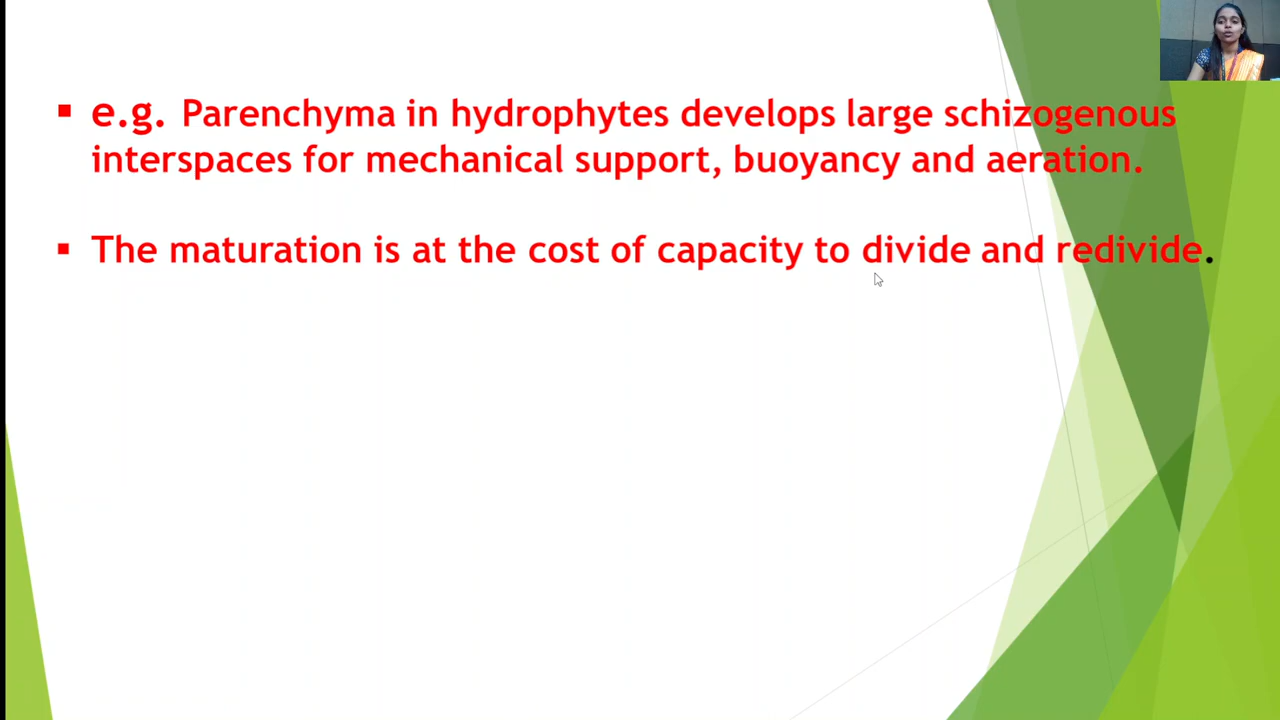 ▪ e.g. Parenchyma in hydrophytes develops large schizogenous
interspaces for mechanical support, buoyancy and aeration.
▪ The maturation is at the cost of capacity to divide and redivide.